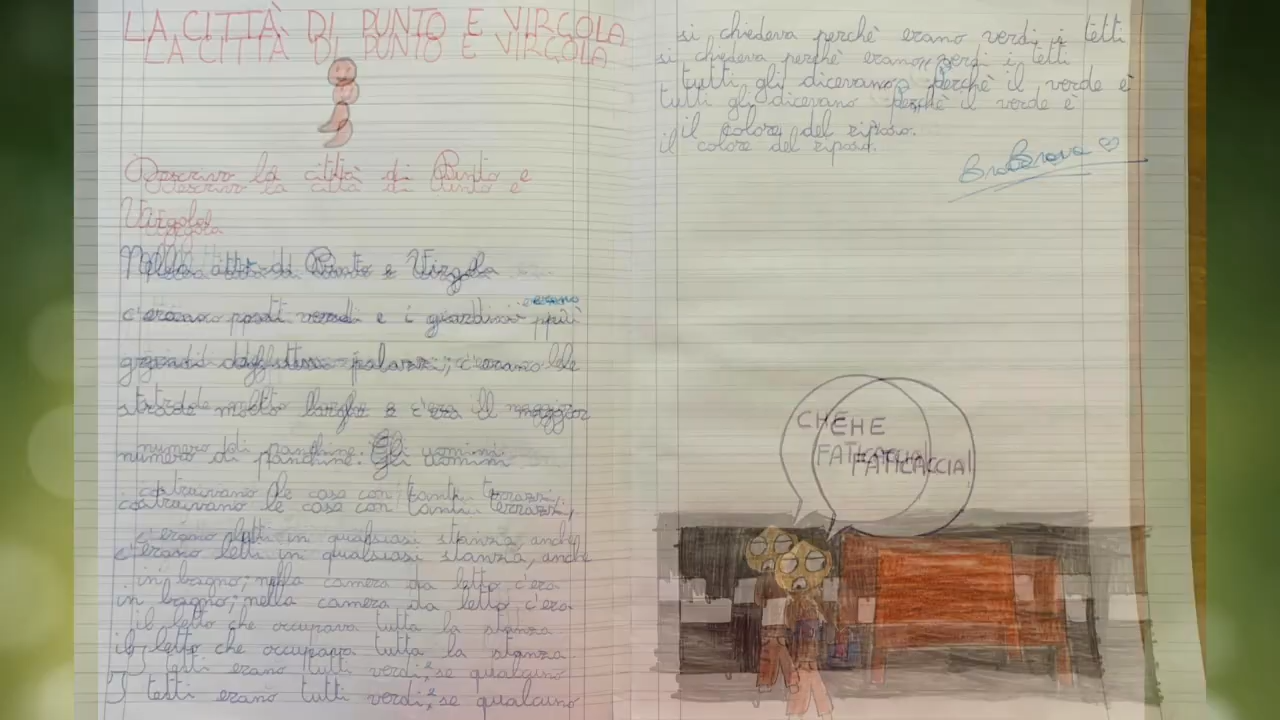 LA CITTÀ DI PUNTO E VIRGOLA
Descrivo la città di Punto e
Virgola
Nella città di Punto e Virgola
c'erano posti verdi e i giardini erano più
grandi palazzi; c'erano le
strade molto larghe e c'era il maggior
numero di panchine. Gli uomini
costruivano le casa con tanti terrazzi,
c'erano letti in qualsiasi stanza, anche
in bagno; nella camera da letto c'era
il letto che occupava tutta la stanza.
I tetti erano tutti verdi, se qualcuno
si chiedeva perchè erano verdi i tetti
tutti gli dicevano perchè il verde è
il colore del riposo.
Brava
CHE
FATICACCIA!